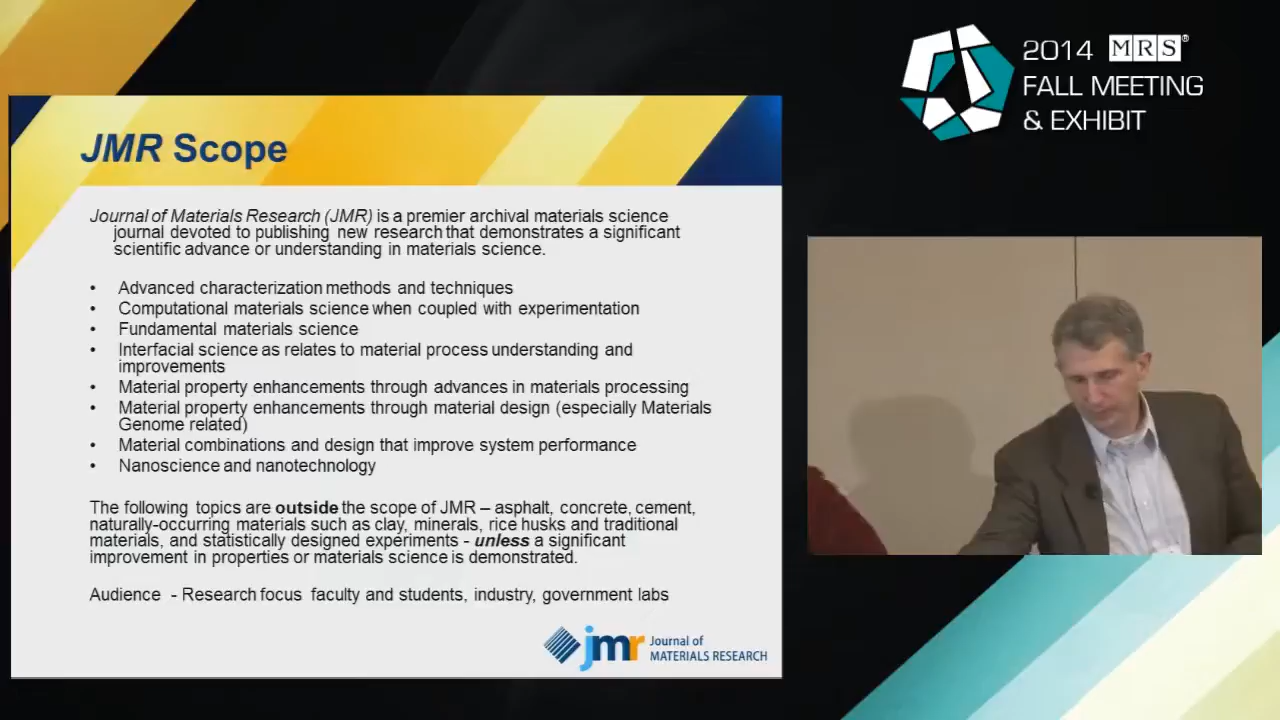 2014 MRS®
FALL MEETING
& EXHIBIT
JMR Scope
Journal of Materials Research (JMR) is a premier archival materials science
journal devoted to publishing new research that demonstrates a significant
scientific advance or understanding in materials science.
• Advanced characterization methods and techniques
• Computational materials science when coupled with experimentation
• Fundamental materials science
• Interfacial science as relates to material process understanding and
improvements
• Material property enhancements through advances in materials processing
• Material property enhancements through material design (especially Materials
Genome related)
• Material combinations and design that improve system performance
• Nanoscience and nanotechnology
The following topics are outside the scope of JMR – asphalt, concrete, cement,
naturally-occurring materials such as clay, minerals, rice husks and traditional
materials, and statistically designed experiments - unless a significant
improvement in properties or materials science is demonstrated.
Audience - Research focus faculty and students, industry, government labs
jmr Journal of
MATERIALS RESEARCH